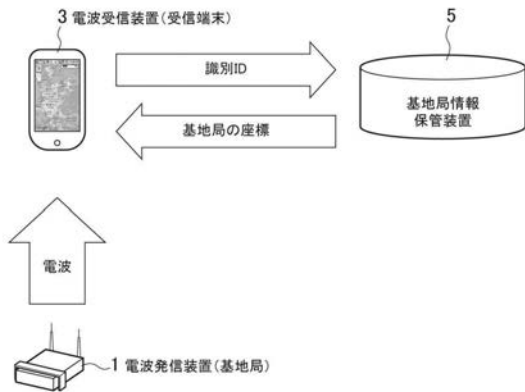 3 電波受信装置(受信端末)
5
識別ID
基地局の座標
基地局情報
保管装置
電波
1 電波発信装置(基地局)